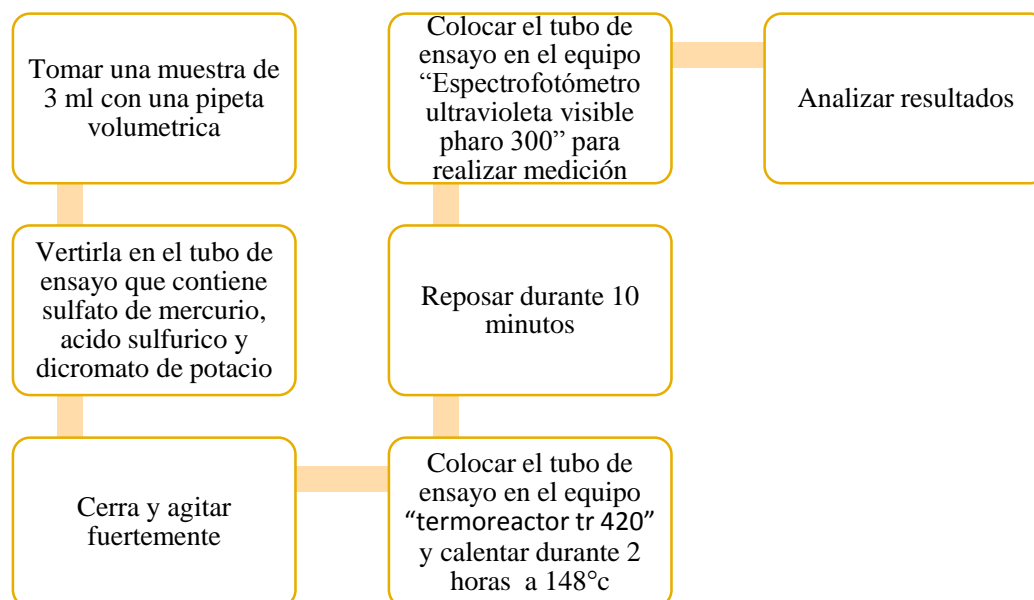 Tomar una muestra de
3 ml con una pipeta
volumetrica
Vertirla en el tubo de
ensayo que contiene
sulfato de mercurio,
acido sulfurico y
dicromato de potacio
Cerra y agitar
fuertemente
Colocar el tubo de
ensayo en el equipo
“termoreactor tr 420”
y calentar durante 2
horas a 148°c
Reposar durante 10
minutos
Colocar el tubo de
ensayo en el equipo
“Espectrofotómetro
ultravioleta visible
pharo 300” para
realizar medición
Analizar resultados